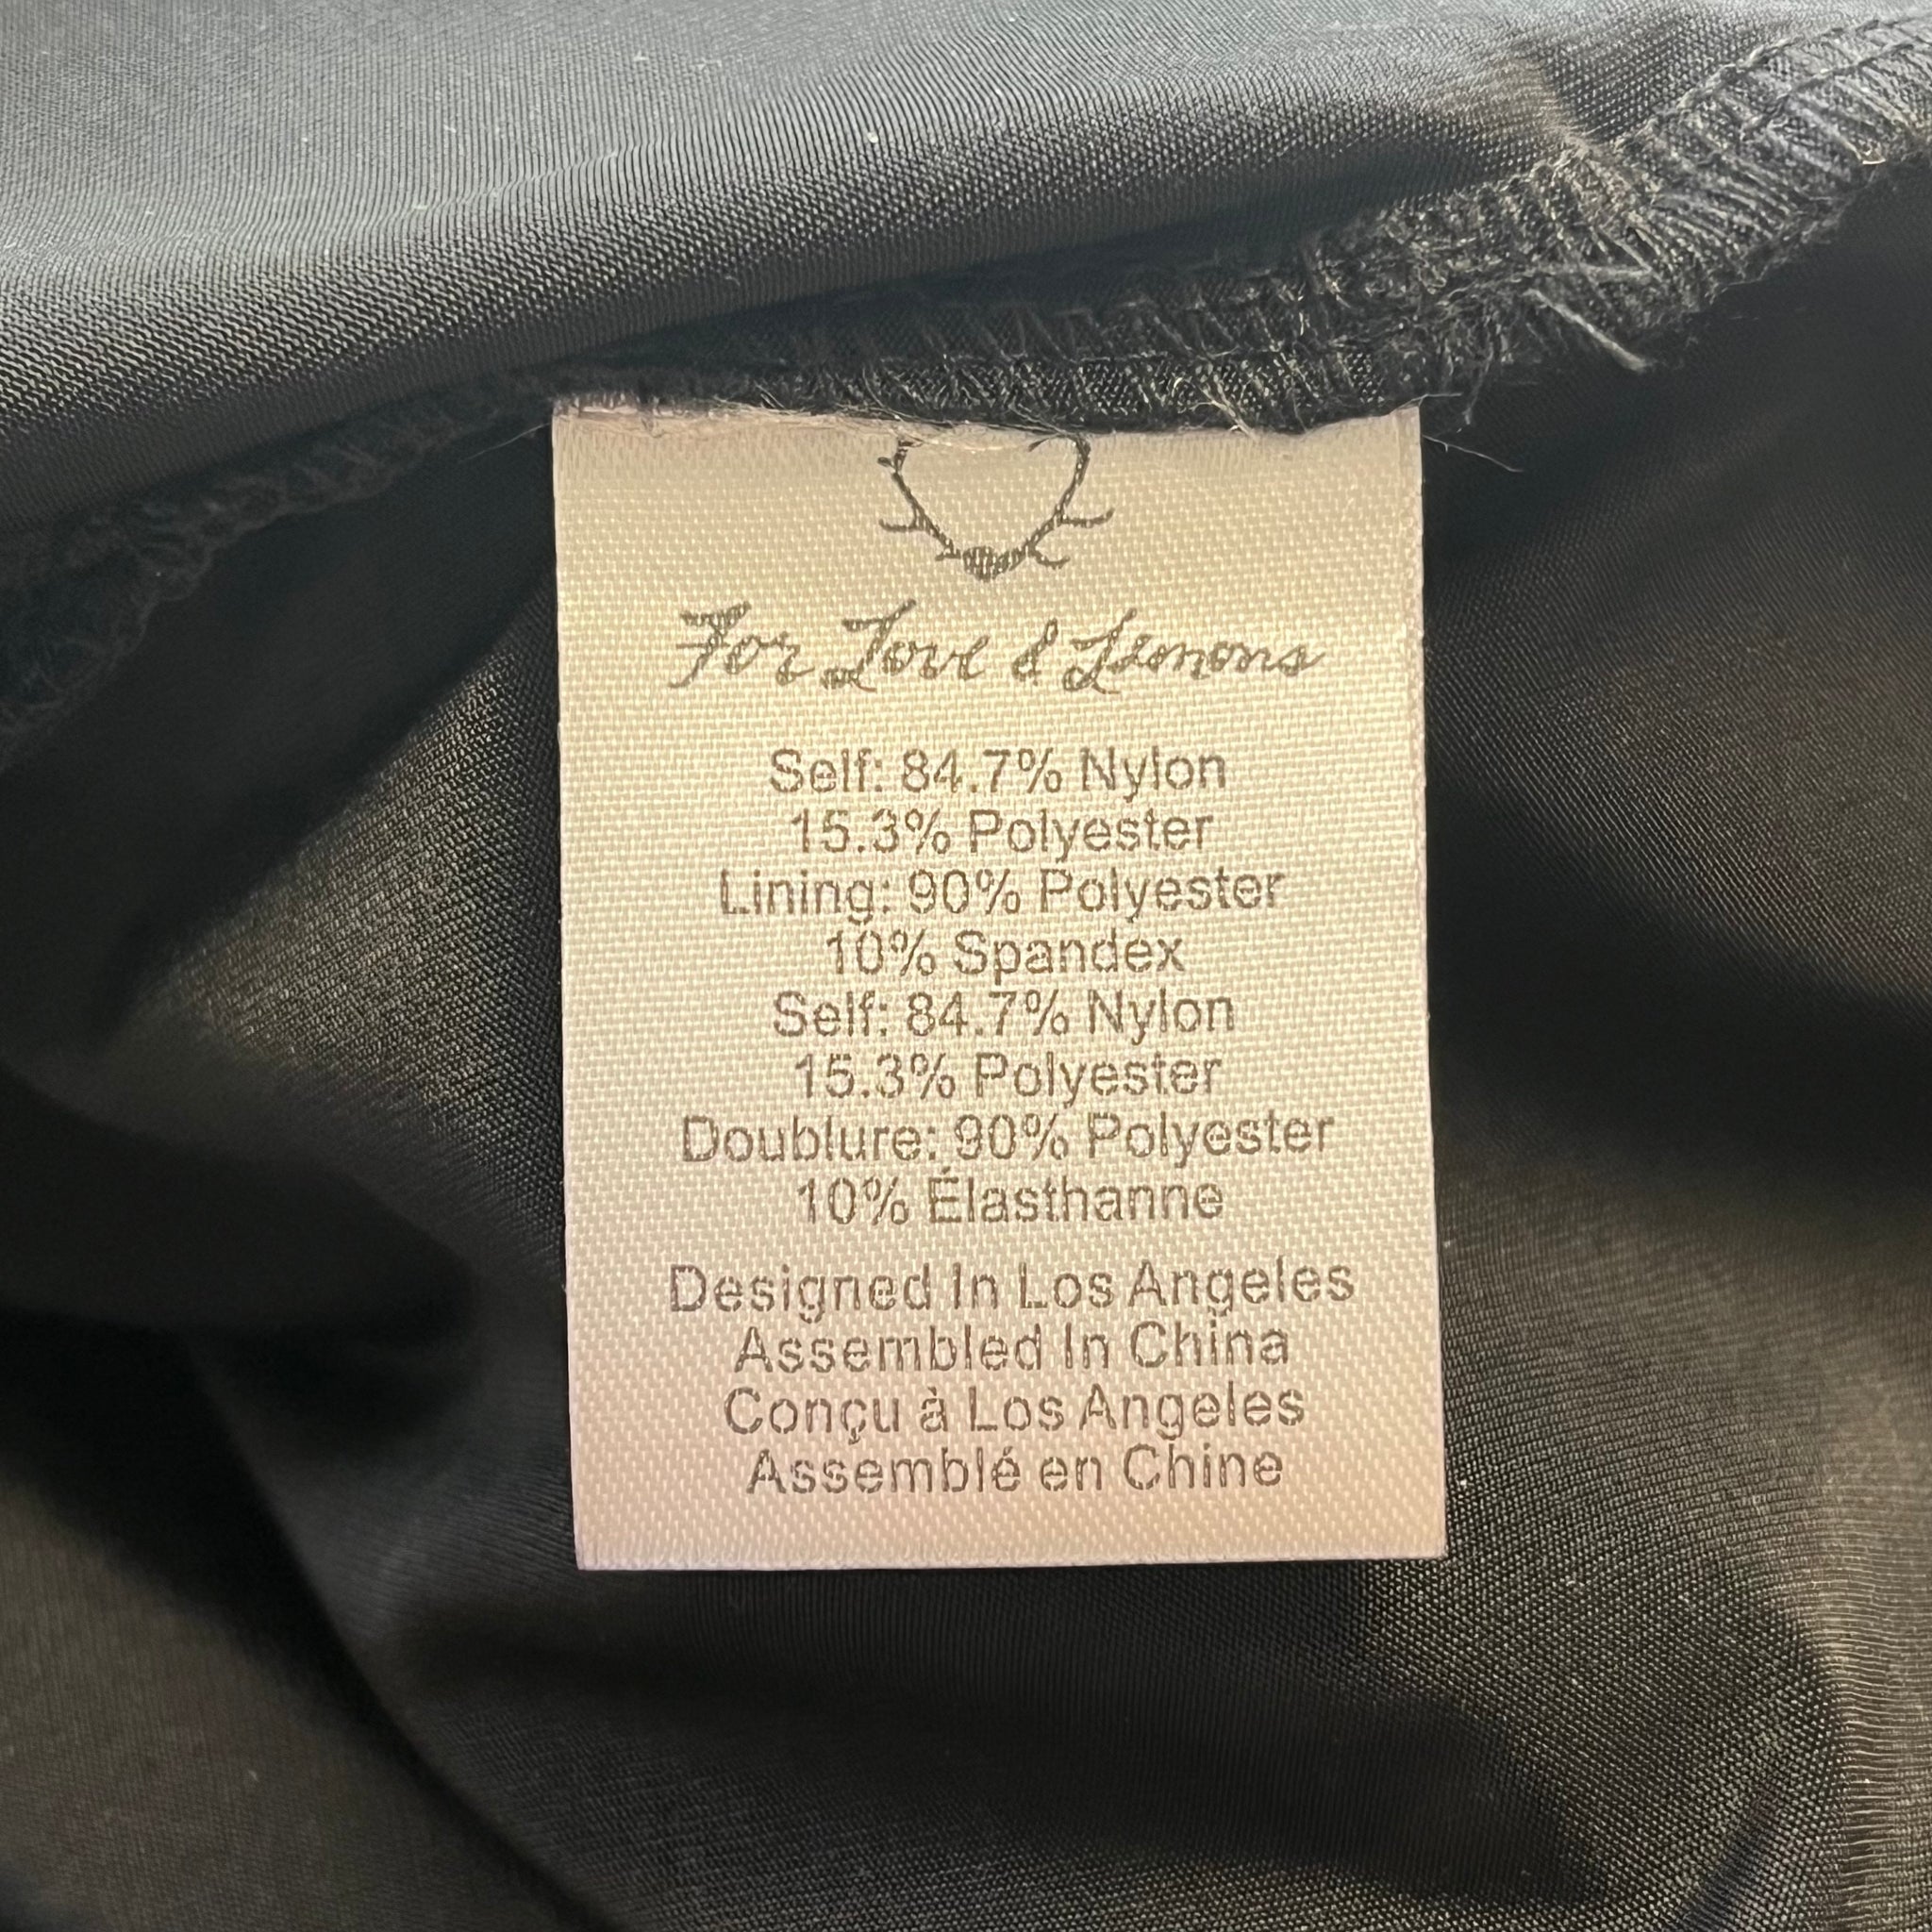 For Love & Lemons
Self: 84.7% Nylon
15.3% Polyester
Lining: 90% Polyester
10% Spandex
Self: 84.7% Nylon
15.3% Polyester
Doublure: 90% Polyester
10% Élasthanne
Designed In Los Angeles
Assembled In China
Conçu à Los Angeles
Assemblé en Chine